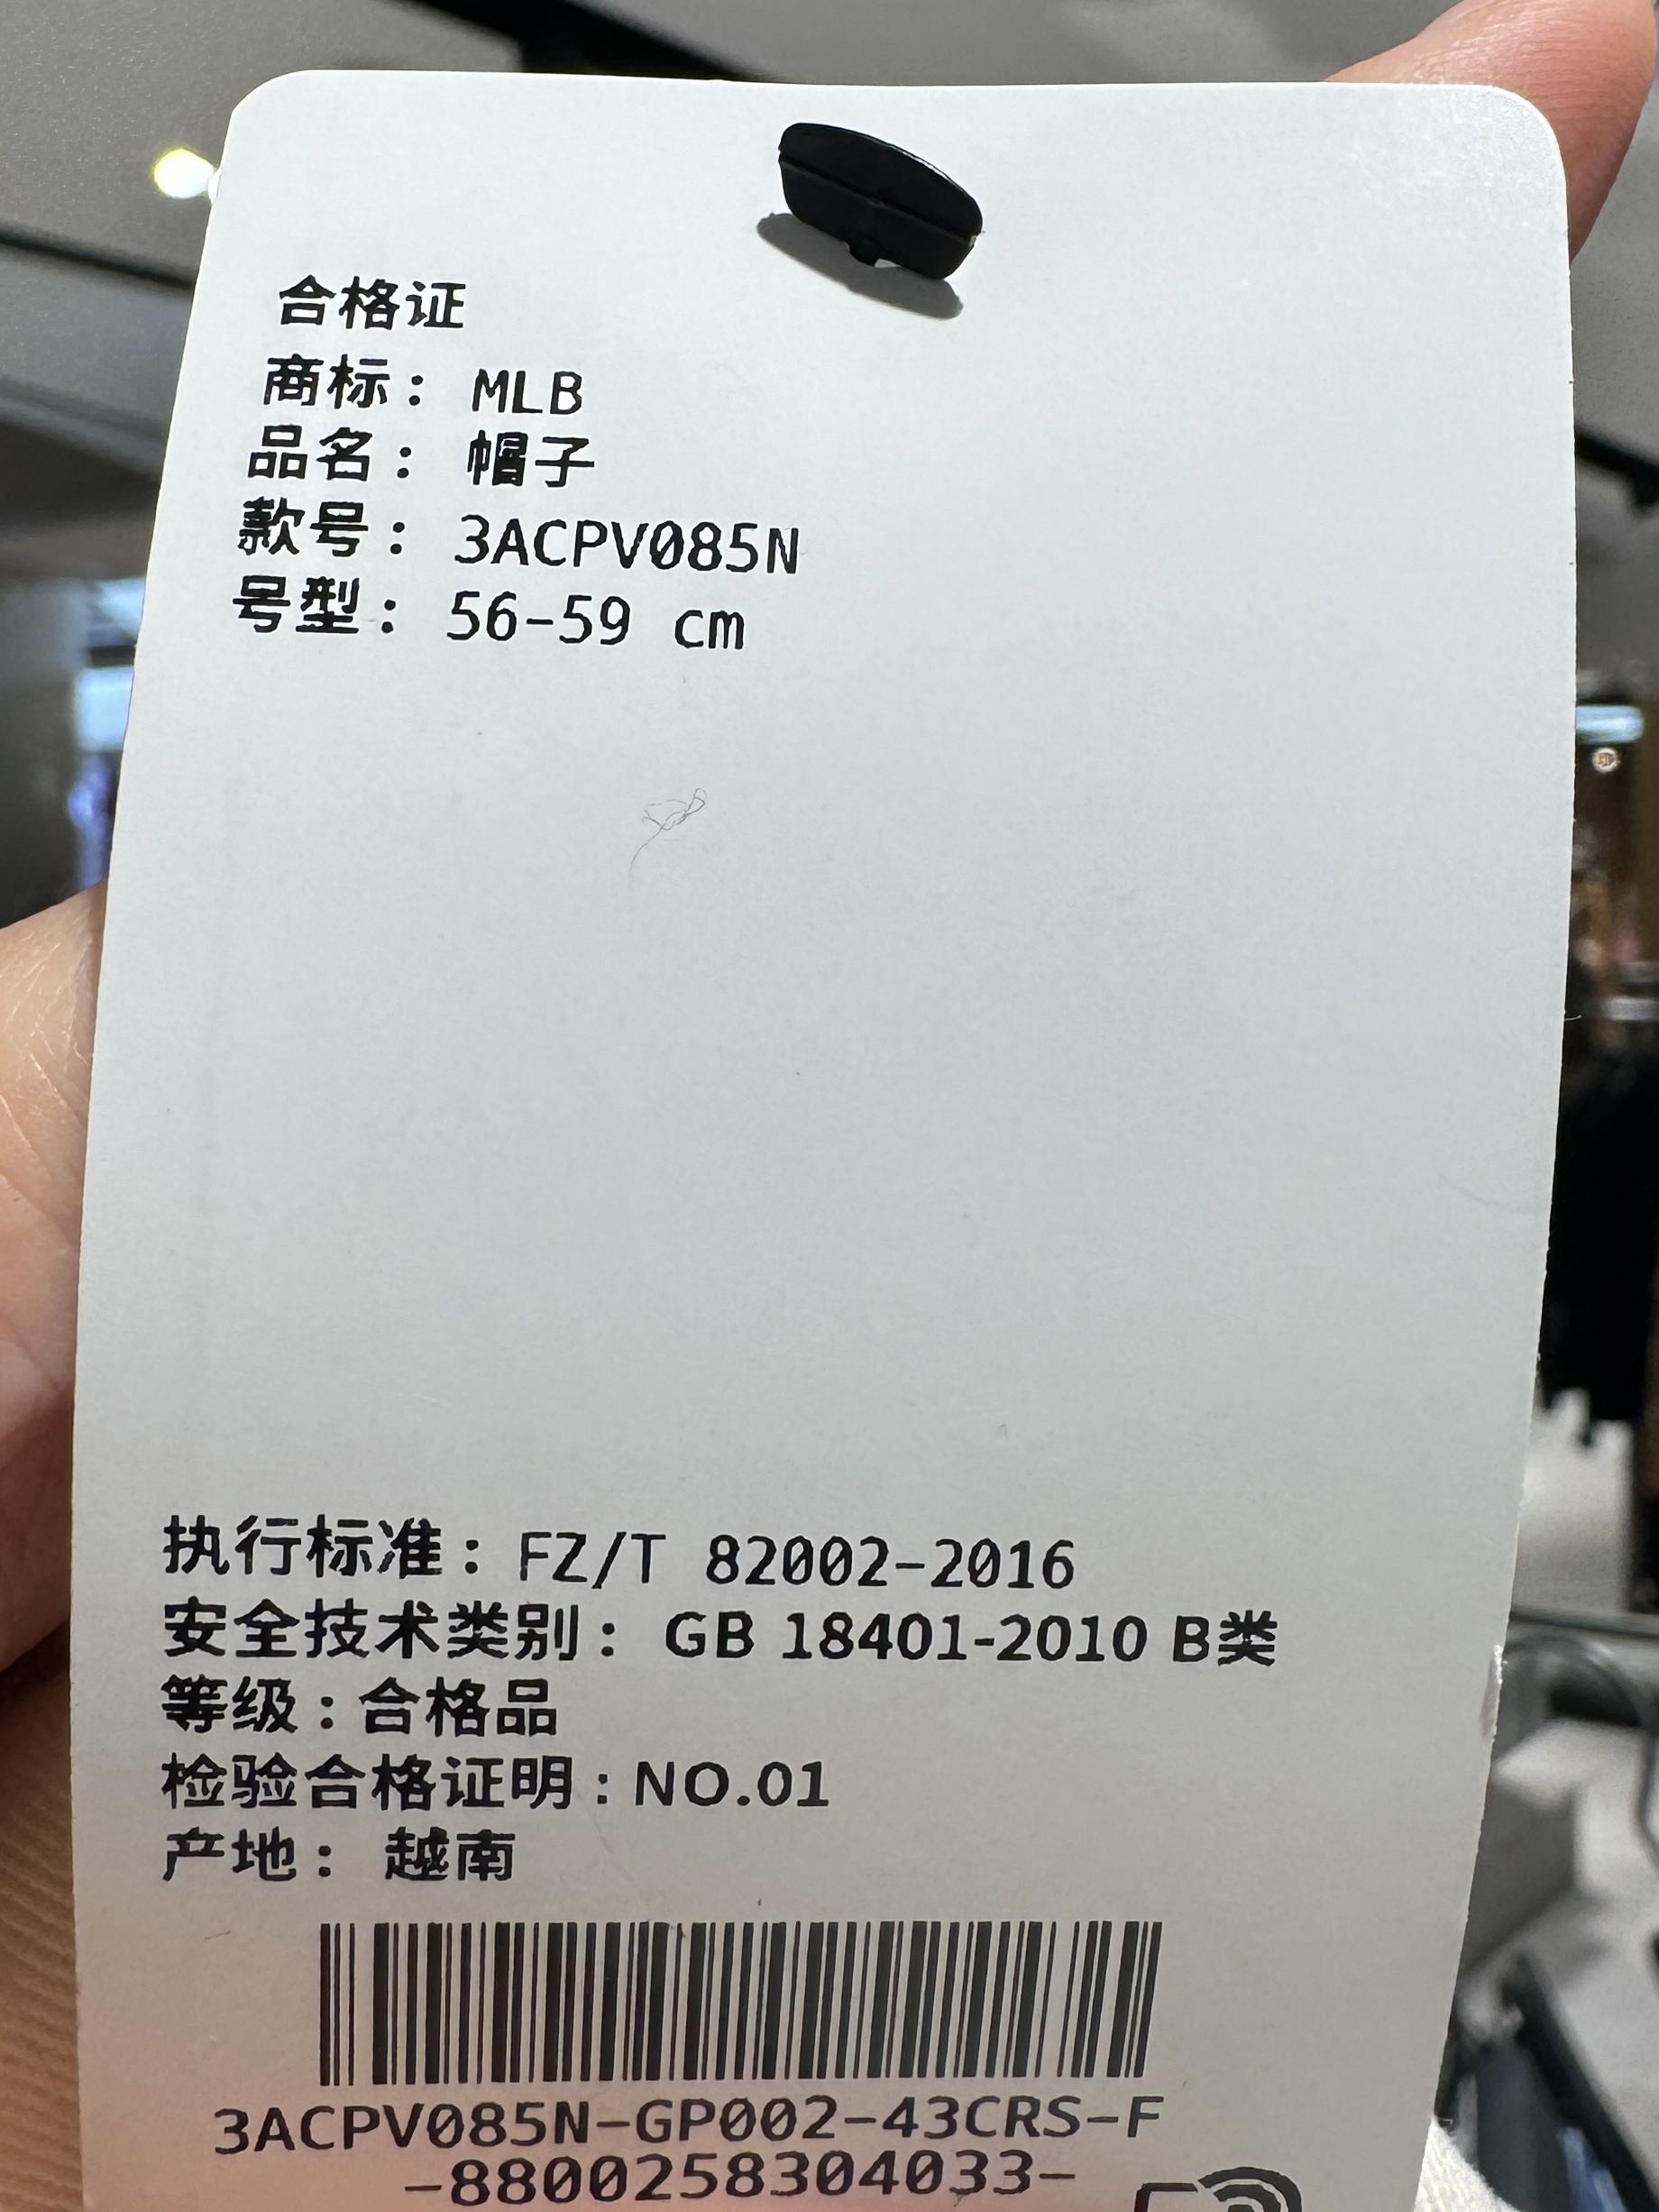 合格证
商标: MLB
品名: 帽子
款号: 3ACPV085N
号型: 56-59 cm
执行标准: FZ/T 82002-2016
安全技术类别: GB 18401-2010 B类
等级:合格品
检验合格证明:NO.01
产地: 越南
3ACPV085N-GP002-43CRS-F
-8800258304033-